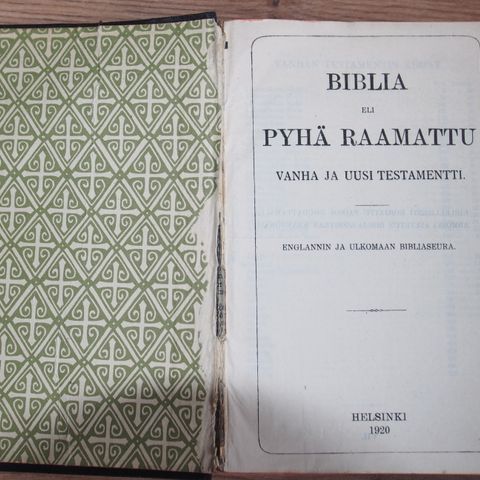 BIBLIA
ELI
PYHÄ RAAMATTU
VANHA JA UUSI TESTAMENTTI.
ENGLANNIN JA ULKOMAAN BIBLIASEURA.
HELSINKI
1920